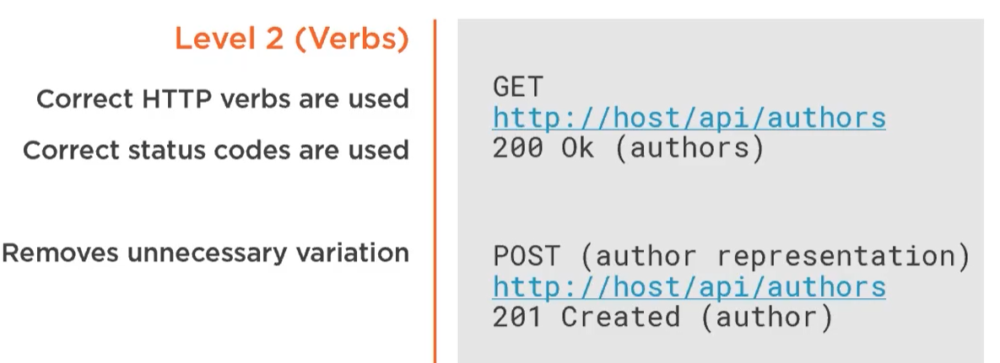 Level 2 (Verbs)
Correct HTTP verbs are used
Correct status codes are used
Removes unnecessary variation
GET
http://host/api/authors
200 Ok (authors)
POST (author representation)
http://host/api/authors
201 Created (author)